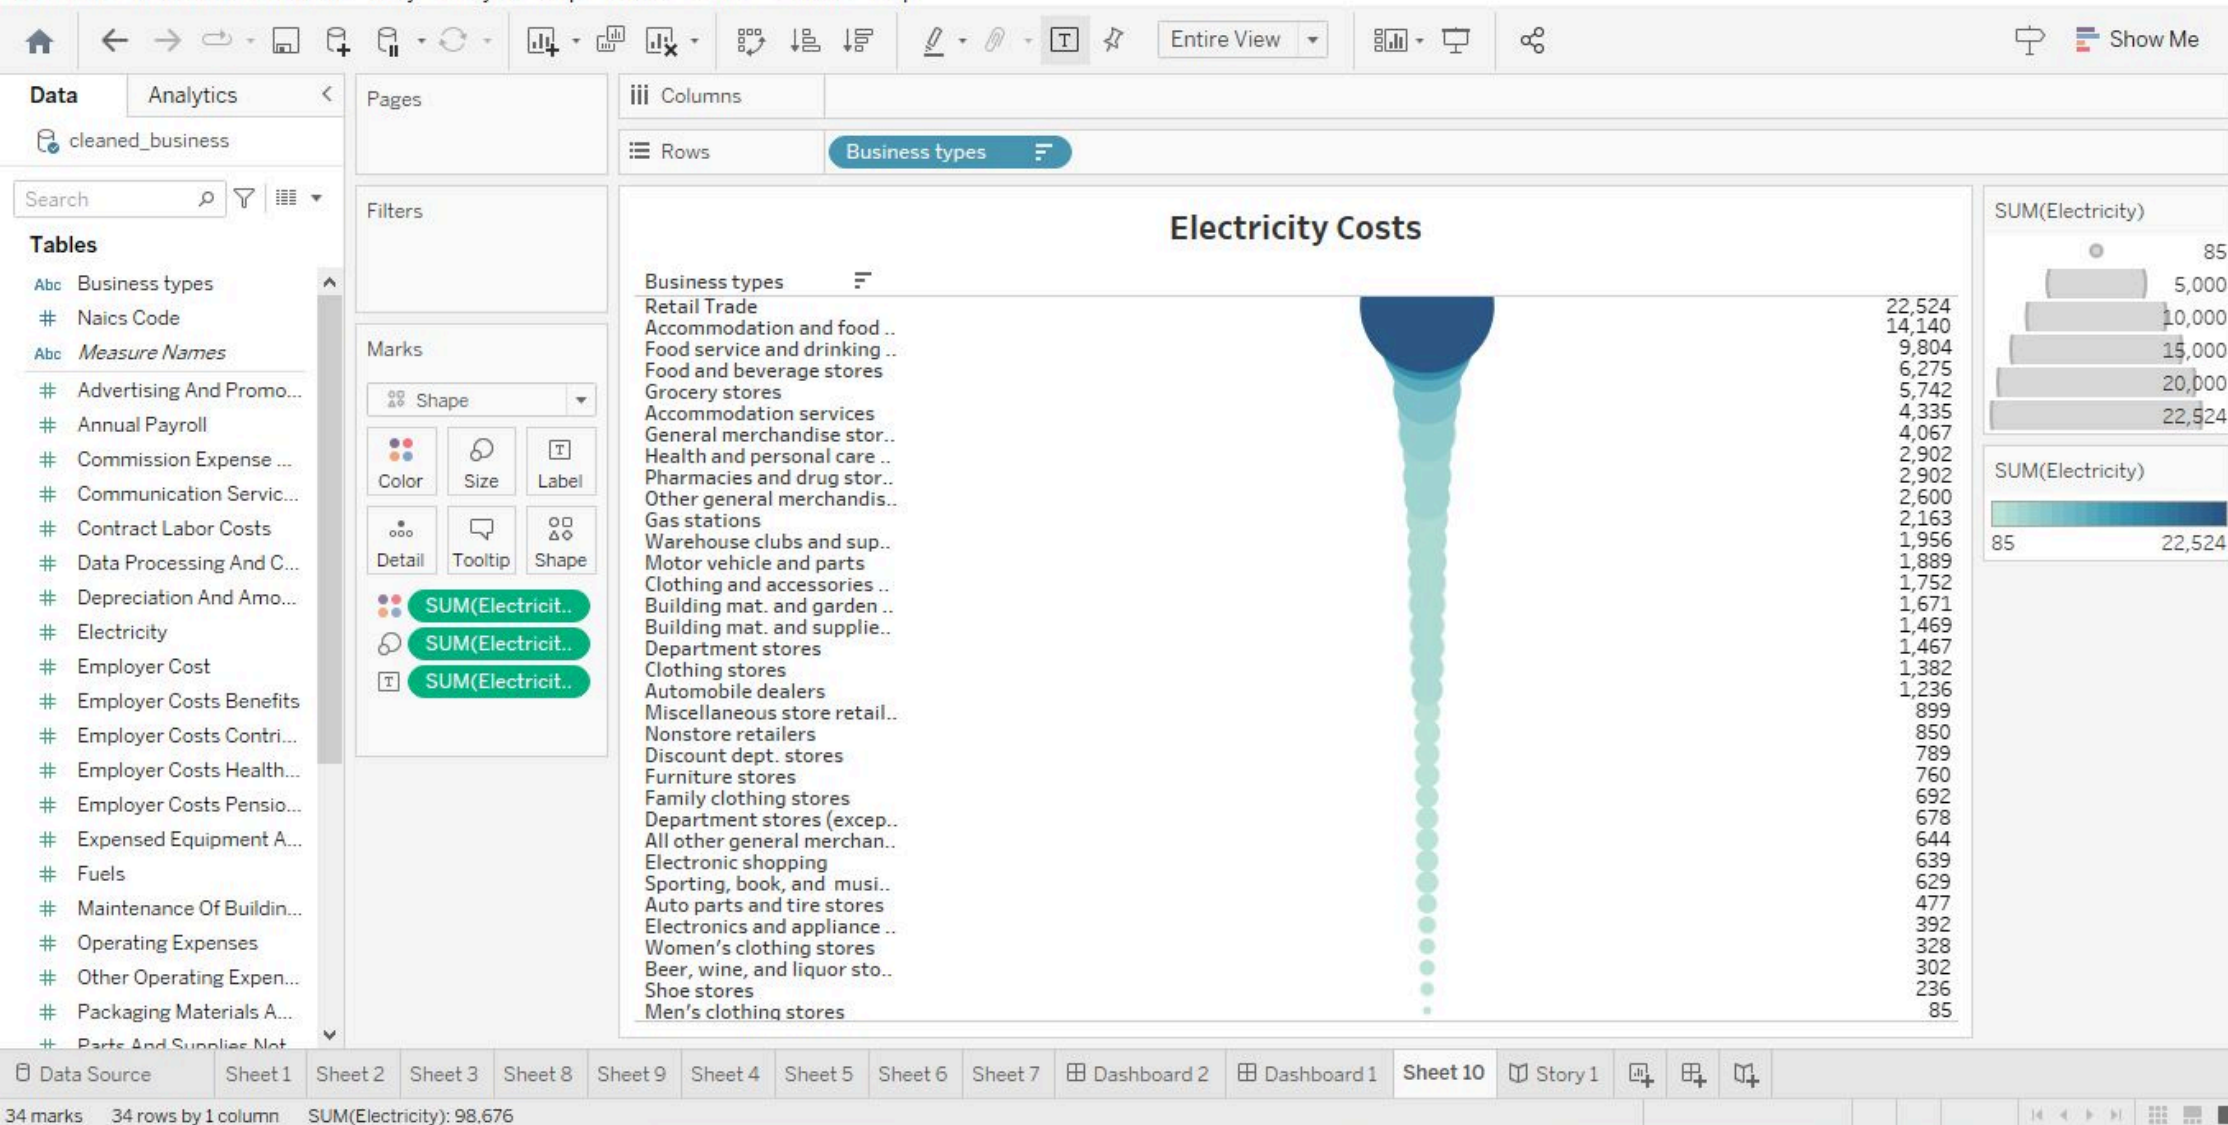 Entire View
Show Me
Data
Analytics
cleaned_business
Search
Tables
Abc Business types
# Naics Code
Abc Measure Names
# Advertising And Promo...
# Annual Payroll
# Commission Expense ...
# Communication Servic...
# Contract Labor Costs
# Data Processing And C...
# Depreciation And Amo...
# Electricity
# Employer Cost
# Employer Costs Benefits
# Employer Costs Contri...
# Employer Costs Health...
# Employer Costs Pensio...
# Expensed Equipment A...
# Fuels
# Maintenance Of Buildin...
# Operating Expenses
# Other Operating Expen...
# Packaging Materials A...
# Parts And Supplies Not
Pages
Filters
Marks
Shape
Color Size Label
Detail Tooltip Shape
SUM(Electricit..
SUM(Electricit..
SUM(Electricit..
iii Columns
Rows Business types
Electricity Costs
Business types
Retail Trade 22,524
Accommodation and food .. 14,140
Food service and drinking .. 9,804
Food and beverage stores 6,275
Grocery stores 5,742
Accommodation services 4,335
General merchandise stor.. 4,067
Health and personal care .. 2,902
Pharmacies and drug stor.. 2,902
Other general merchandis.. 2,600
Gas stations 2,163
Warehouse clubs and sup.. 1,956
Motor vehicle and parts 1,889
Clothing and accessories .. 1,752
Building mat. and garden .. 1,671
Building mat. and supplie.. 1,469
Department stores 1,467
Clothing stores 1,382
Automobile dealers 1,236
Miscellaneous store retail.. 899
Nonstore retailers 850
Discount dept. stores 789
Furniture stores 760
Family clothing stores 692
Department stores (excep.. 678
All other general merchan.. 644
Electronic shopping 639
Sporting, book, and musi.. 629
Auto parts and tire stores 477
Electronics and appliance .. 392
Women's clothing stores 328
Beer, wine, and liquor sto.. 302
Shoe stores 236
Men's clothing stores 85
SUM(Electricity)
85
5,000
10,000
15,000
20,000
22,524
SUM(Electricity)
85 22,524
Data Source Sheet 1 Sheet 2 Sheet 3 Sheet 8 Sheet 9 Sheet 4 Sheet 5 Sheet 6 Sheet 7 Dashboard 2 Dashboard 1 Sheet 10 Story 1
34 marks 34 rows by 1 column SUM(Electricity): 98,676